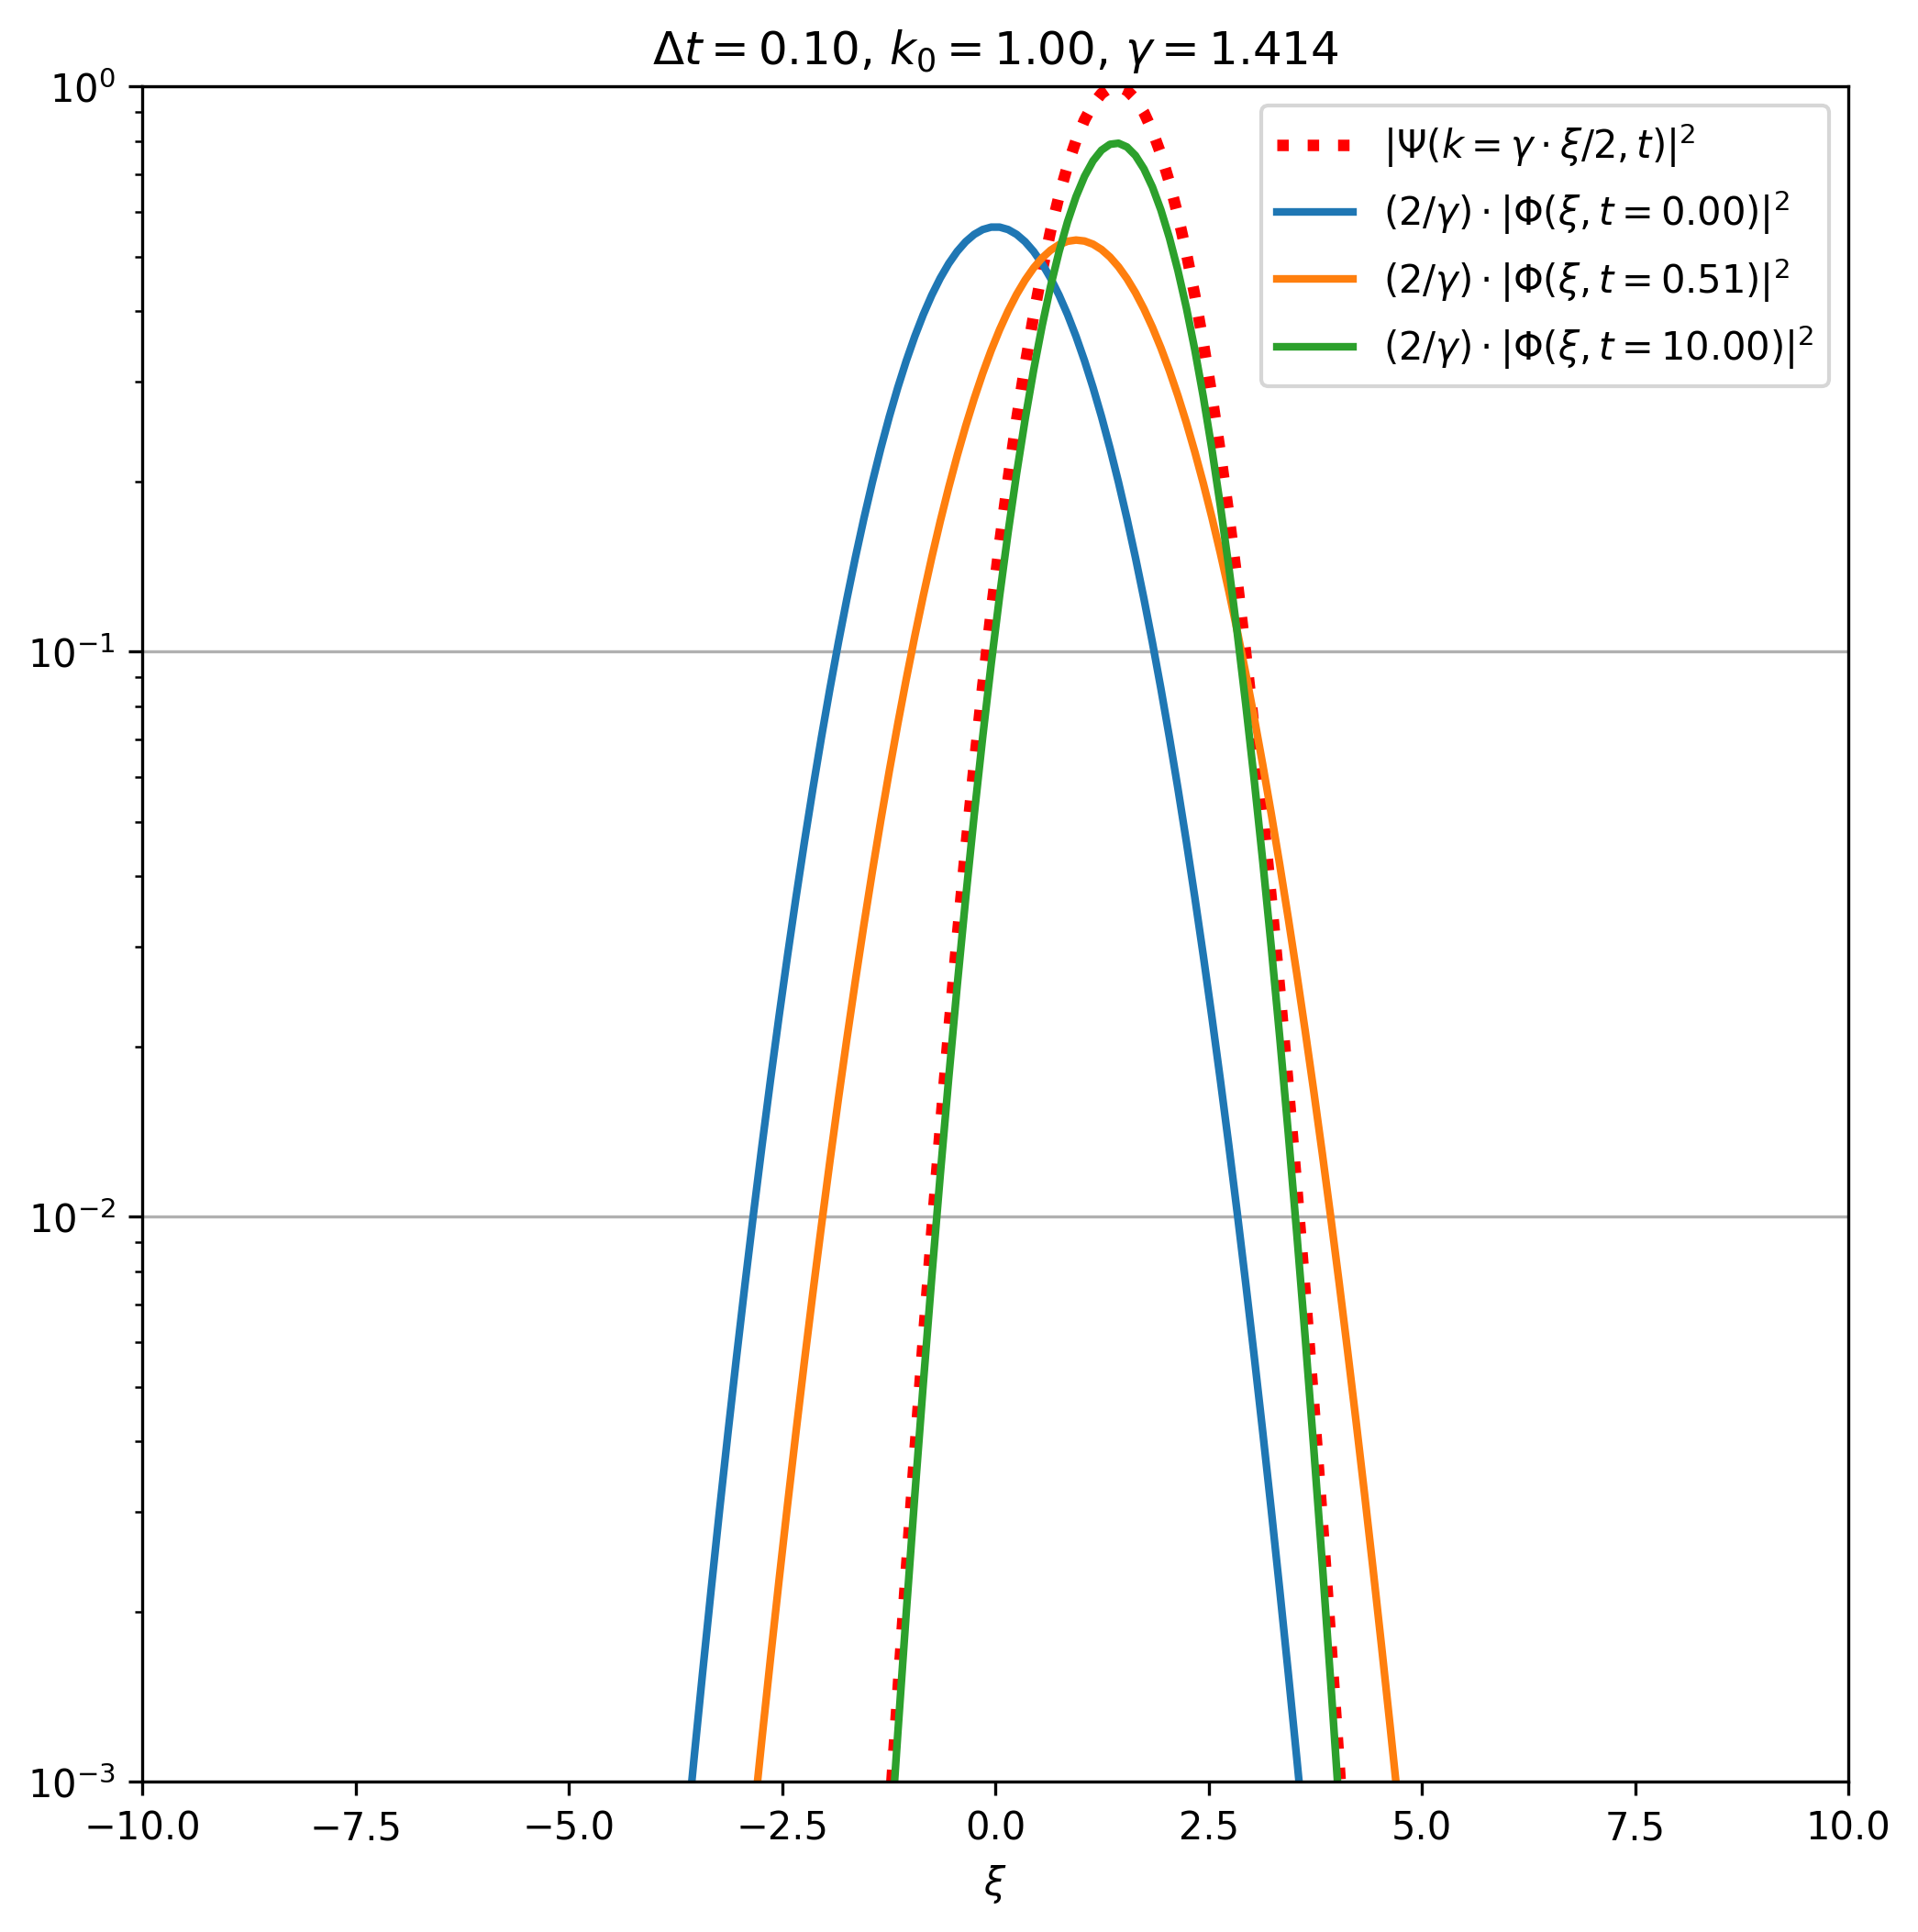 Δt = 0.10, k₀ = 1.00, γ = 1.414
10⁰
10⁻¹
10⁻²
10⁻³
|Ψ(k = γ · ξ/2, t)|²
(2/γ) · |Φ(ξ, t = 0.00)|²
(2/γ) · |Φ(ξ, t = 0.51)|²
(2/γ) · |Φ(ξ, t = 10.00)|²
−10.0 −7.5 −5.0 −2.5 0.0 2.5 5.0 7.5 10.0
ξ